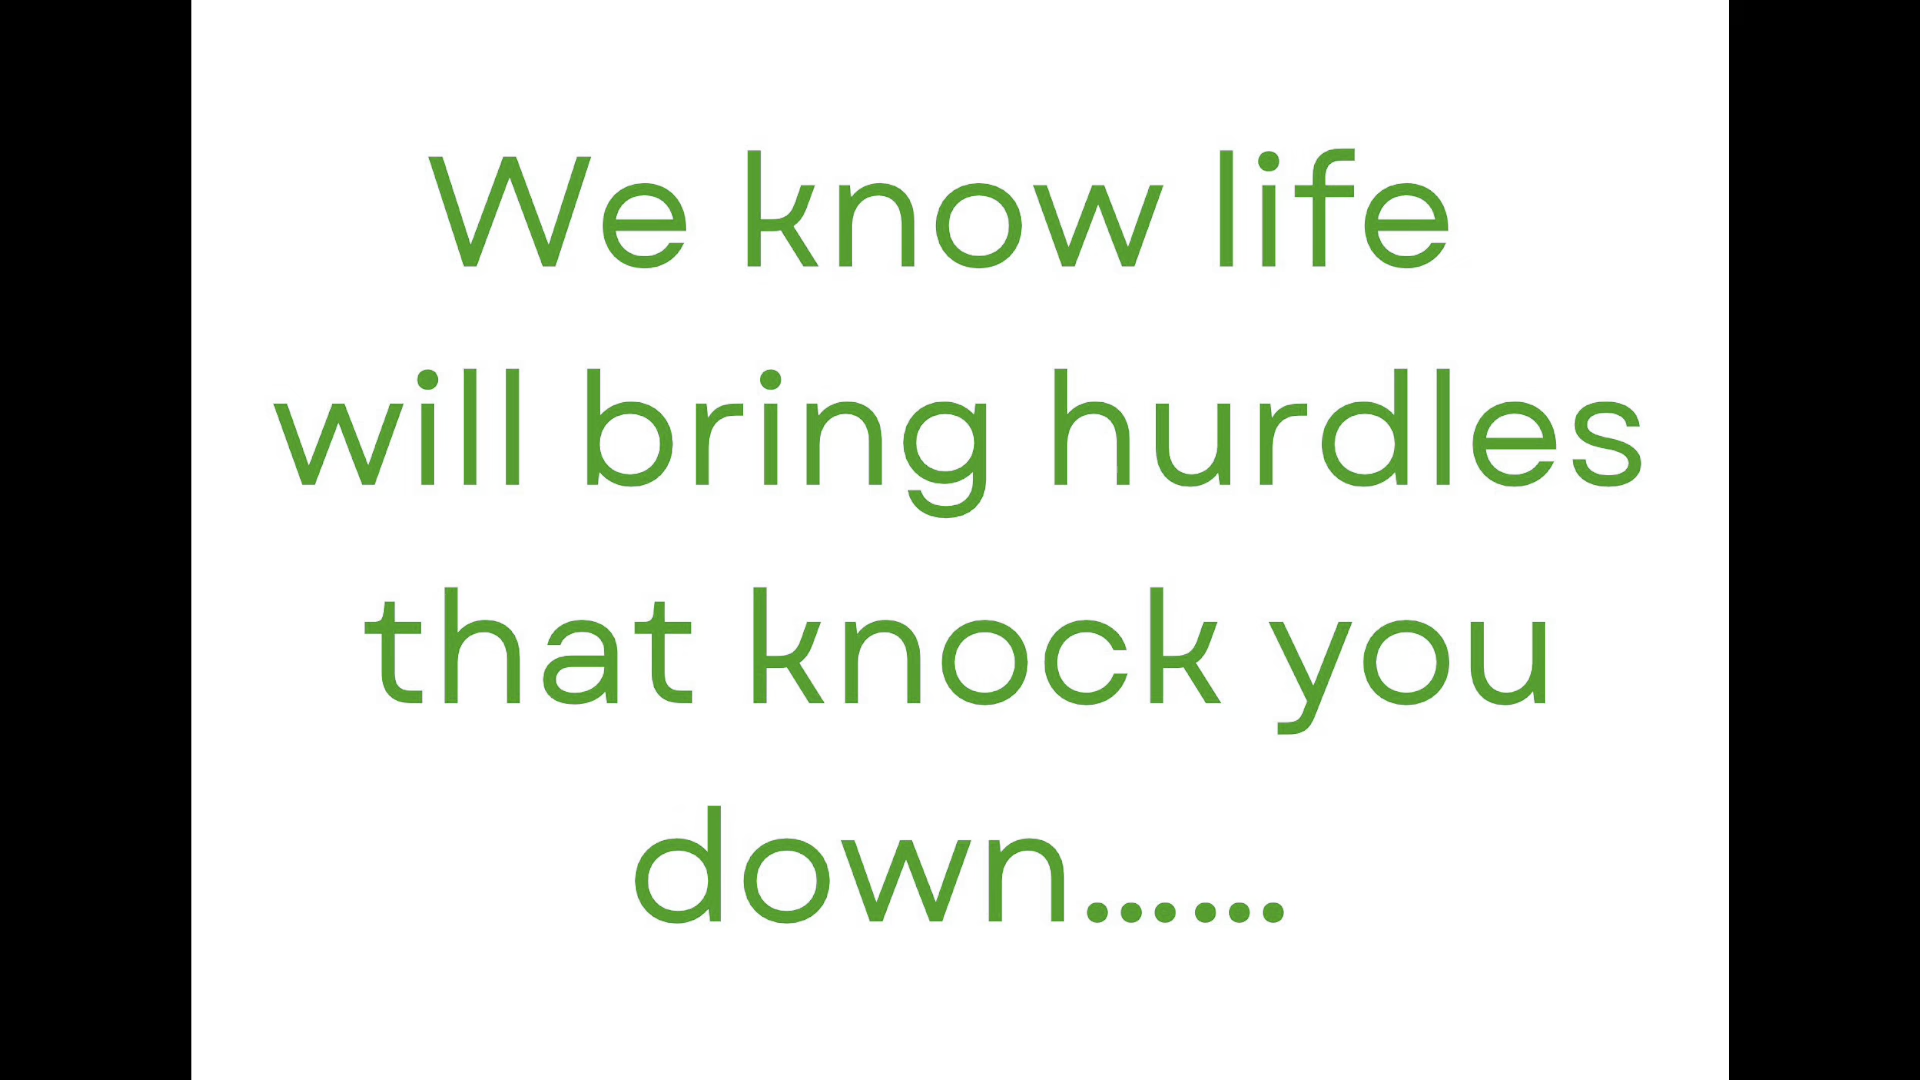 We know life
will bring hurdles
that knock you
down......